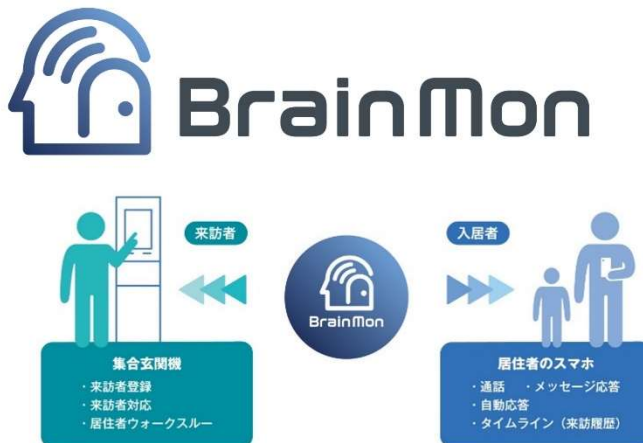 BrainMon
来訪者
入居者
BrainMon
集合玄関機
・来訪者登録
・来訪者対応
・居住者ウォークスルー
居住者のスマホ
・通話　・メッセージ応答
・自動応答
・タイムライン（来訪履歴）